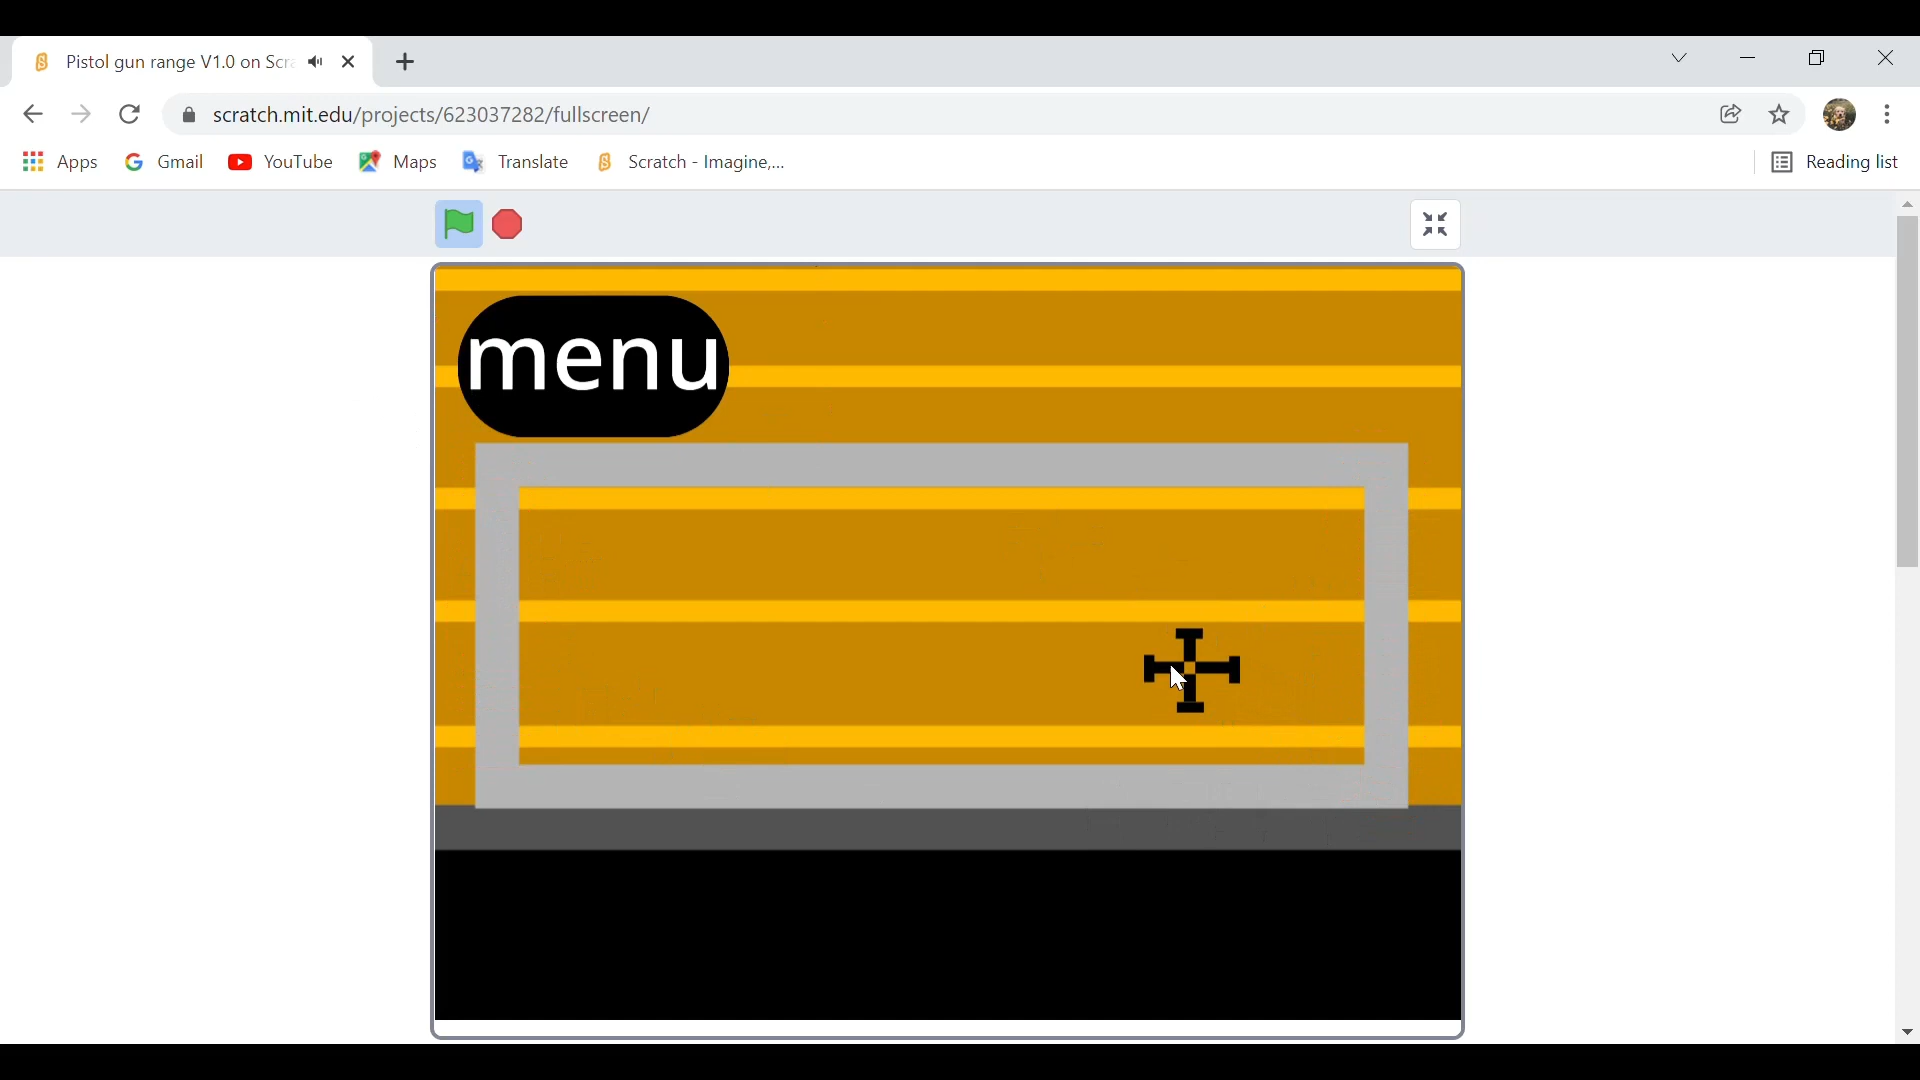 Pistol gun range V1.0 on Scra
scratch.mit.edu/projects/623037282/fullscreen/
Apps Gmail YouTube Maps Translate Scratch - Imagine,... Reading list
menu